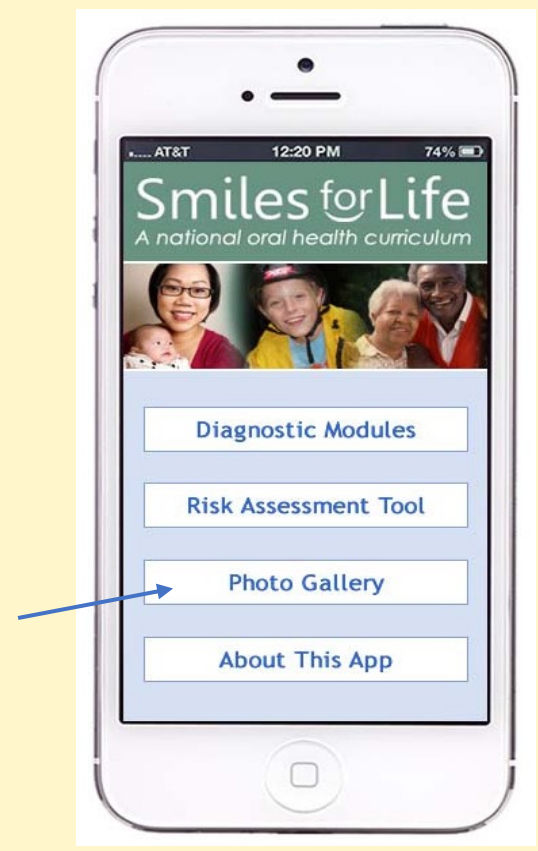 AT&T 12:20 PM 74%
Smiles for Life
A national oral health curriculum
Diagnostic Modules
Risk Assessment Tool
Photo Gallery
About This App